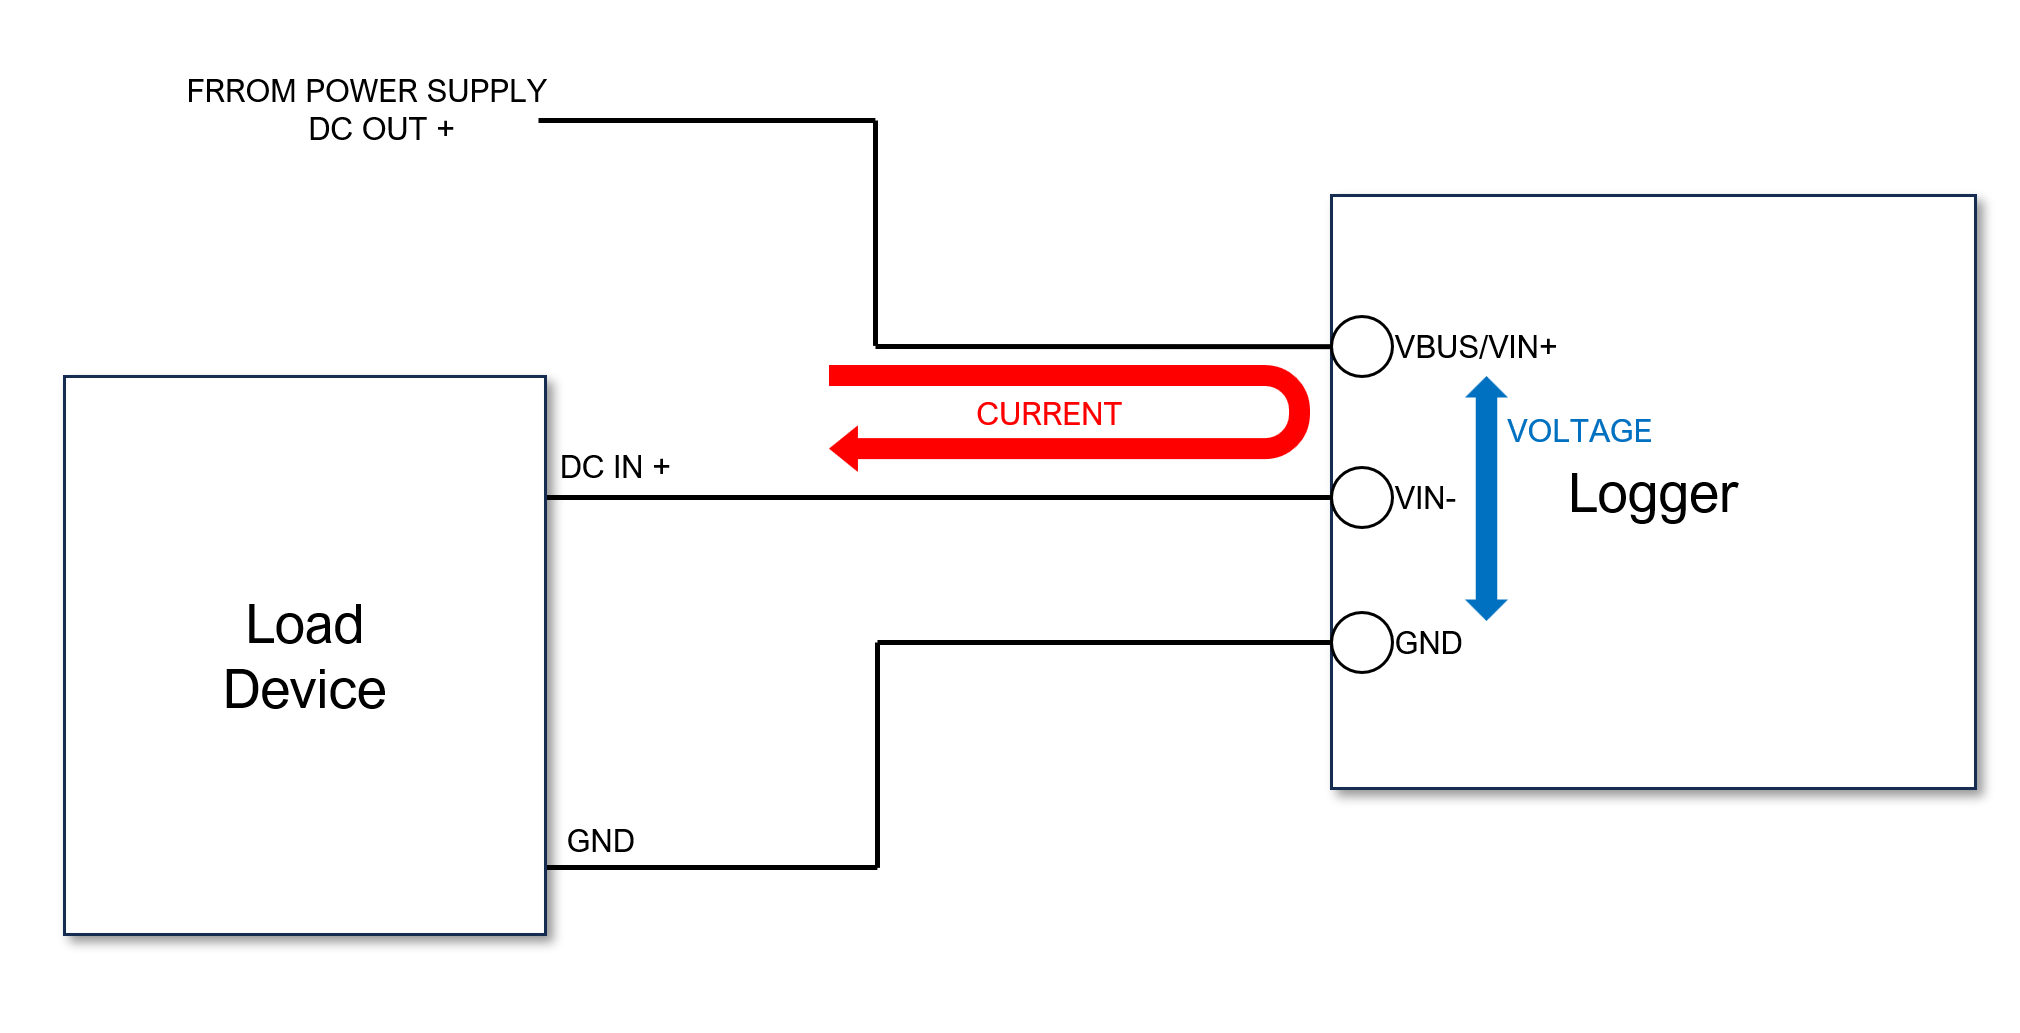 FRROM POWER SUPPLY
DC OUT +
VBUS/VIN+
CURRENT
VOLTAGE
DC IN +
VIN-
Logger
Load
Device
GND
GND